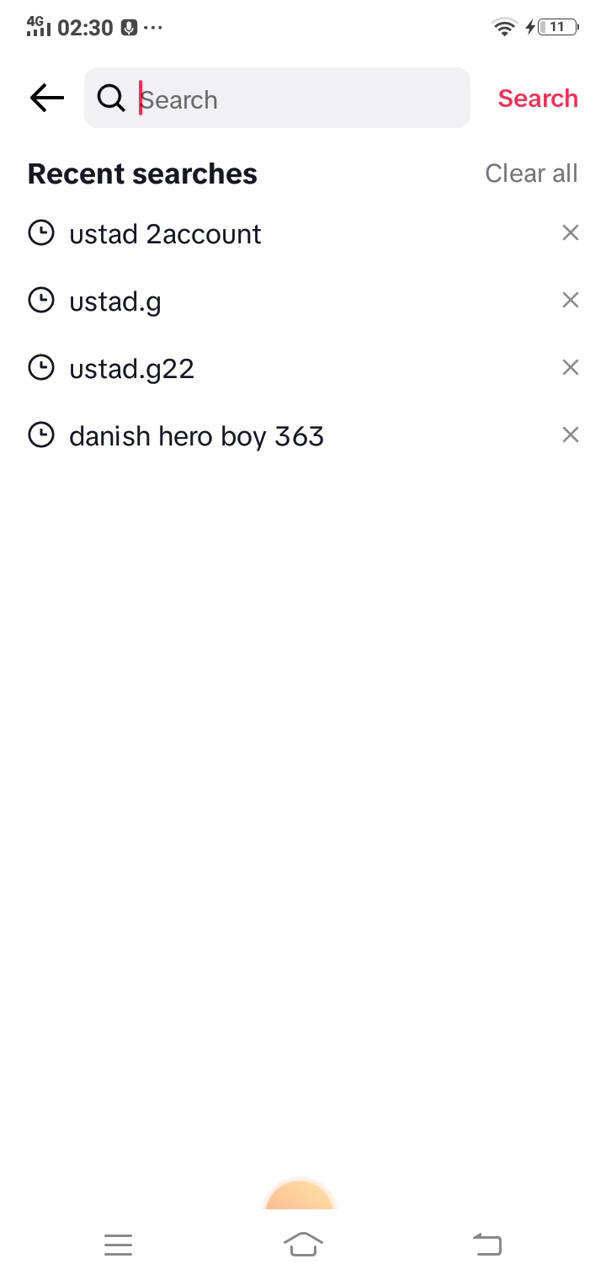 4G 02:30 ... 11
Search Search
Recent searches Clear all
ustad 2account
ustad.g
ustad.g22
danish hero boy 363